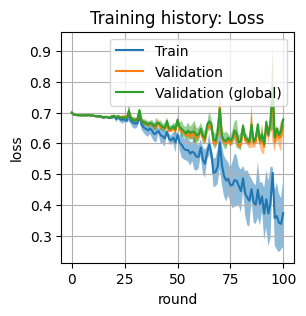 Training history: Loss
Train
Validation
Validation (global)
loss
0.9
0.8
0.7
0.6
0.5
0.4
0.3
0 25 50 75 100
round